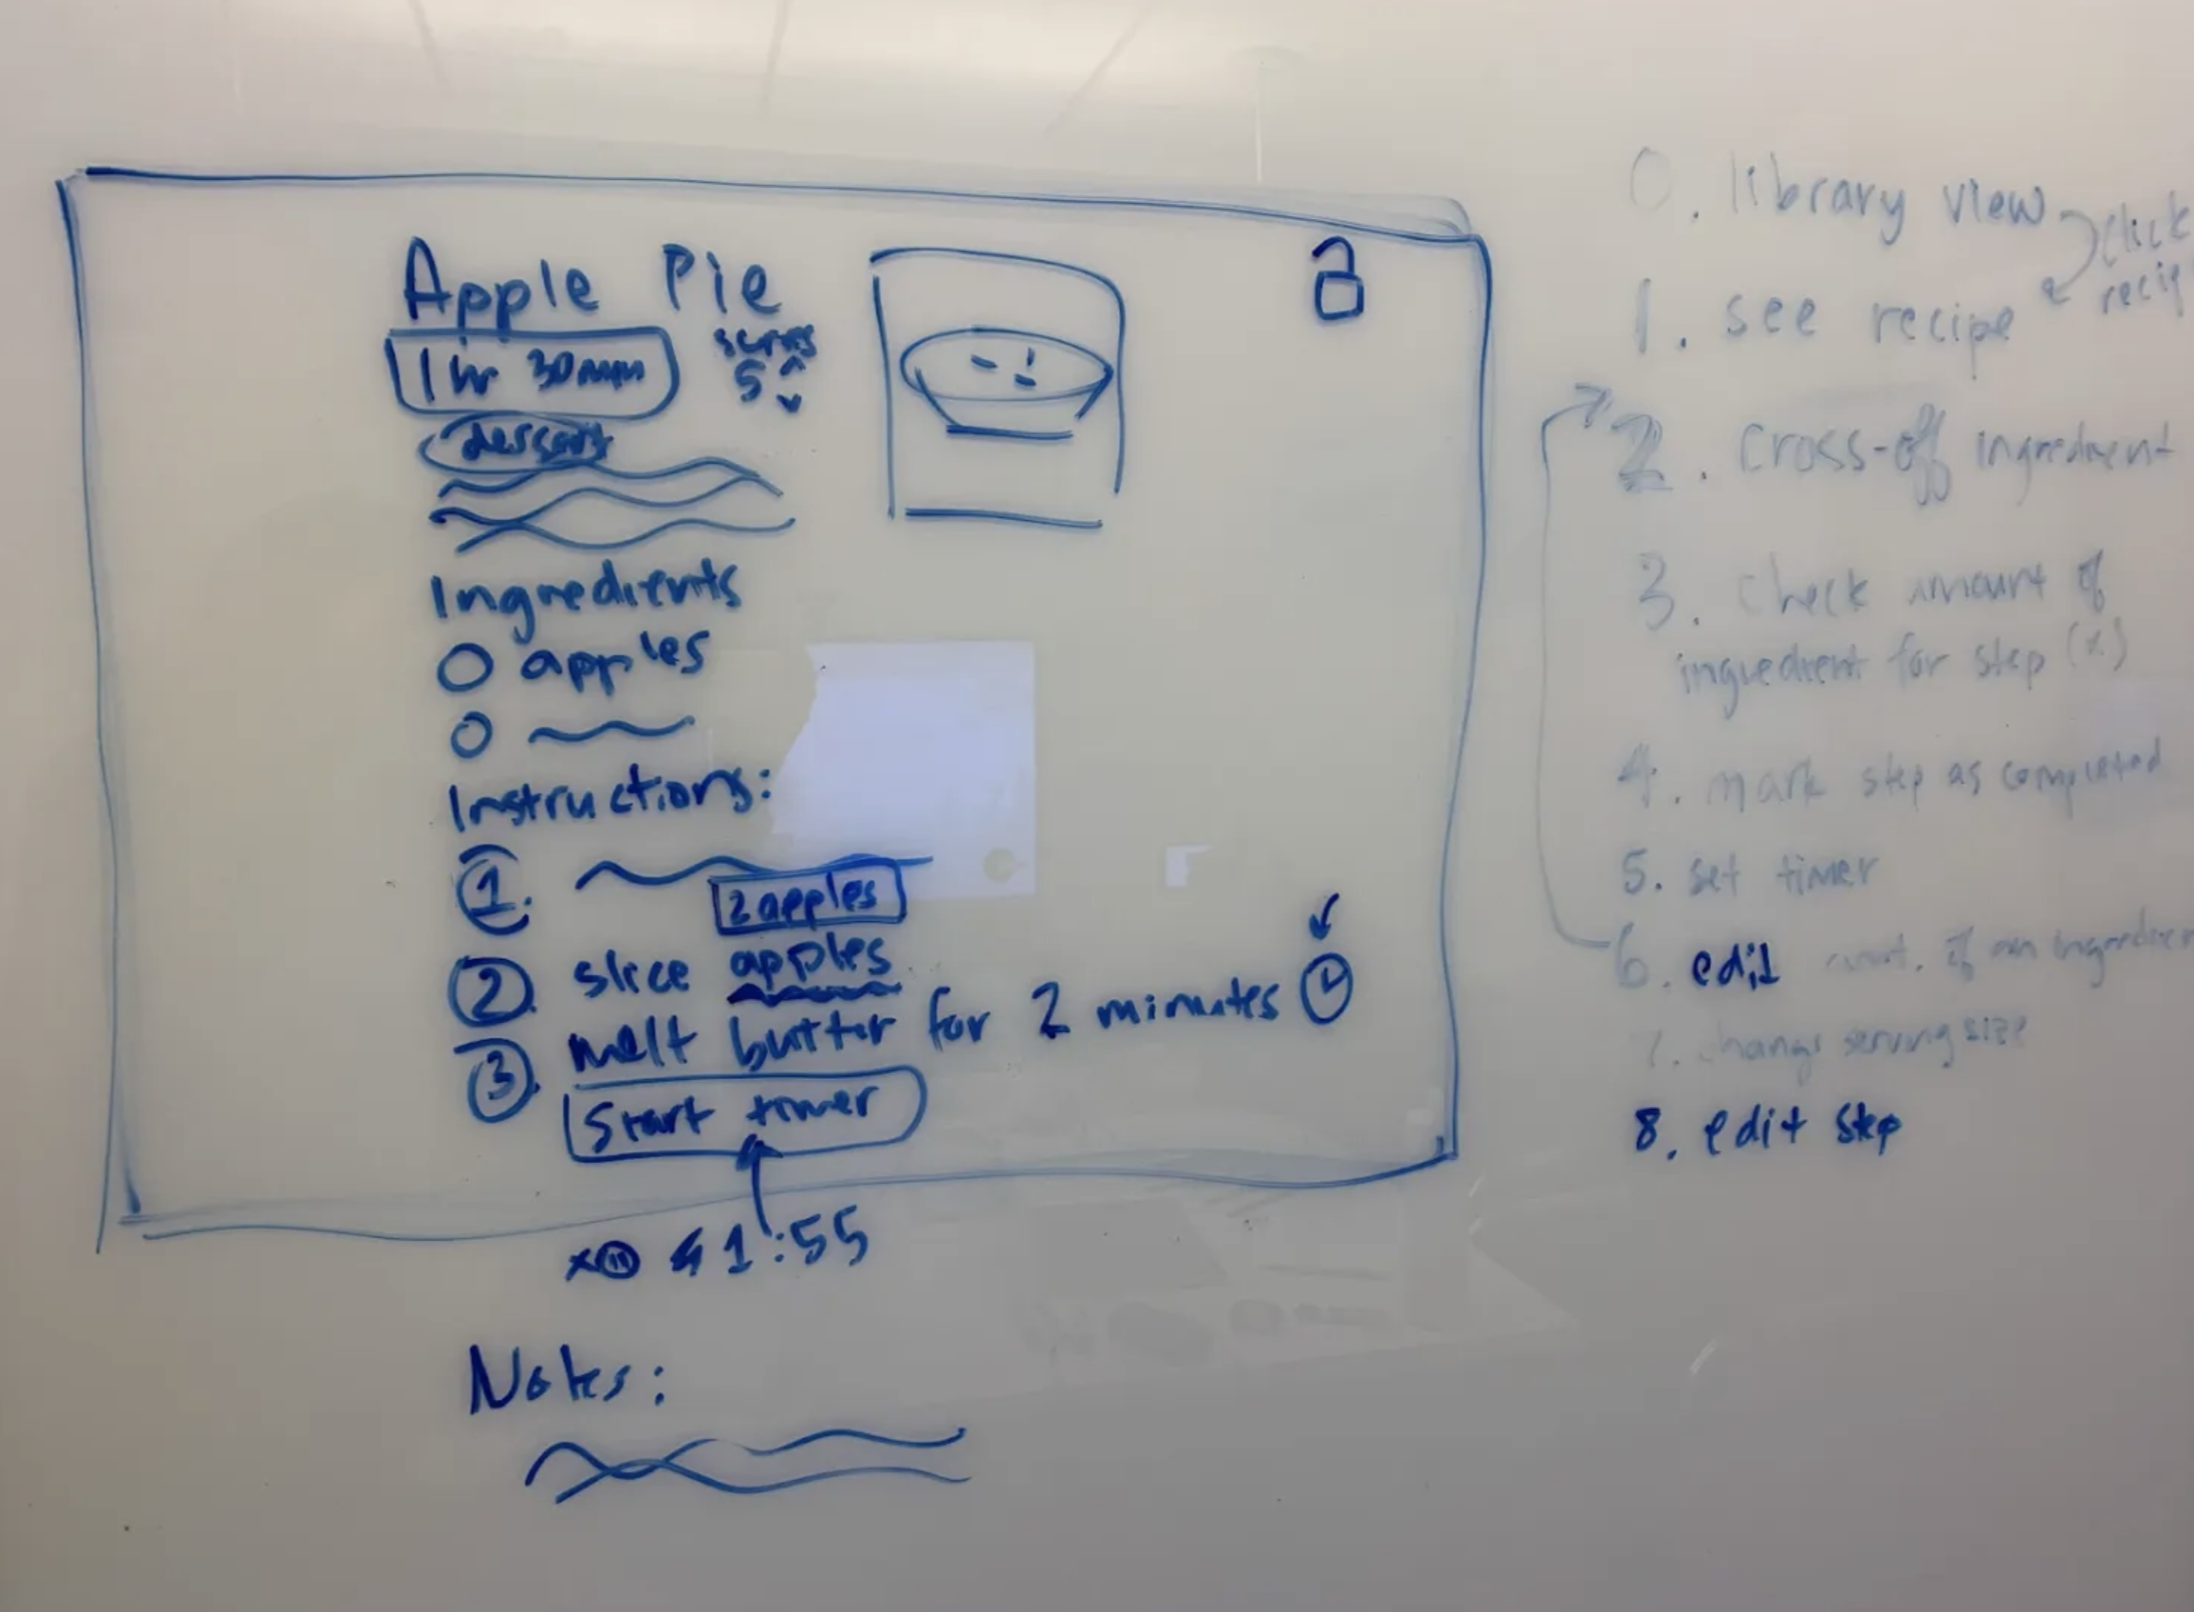 Apple Pie
1 hr 30 min
serves
5
dessert
Ingredients
apples
Instructions:
1.
2 apples
2. slice apples
3. melt butter for 2 minutes
Start timer
1:55
Notes:
0. library view
click
1. see recipe
2. Cross-off ingredient
3. Check amount of
ingredient for step
4. mark step as completed
5. set timer
6. edit of an
7. change serving size
8. edit step